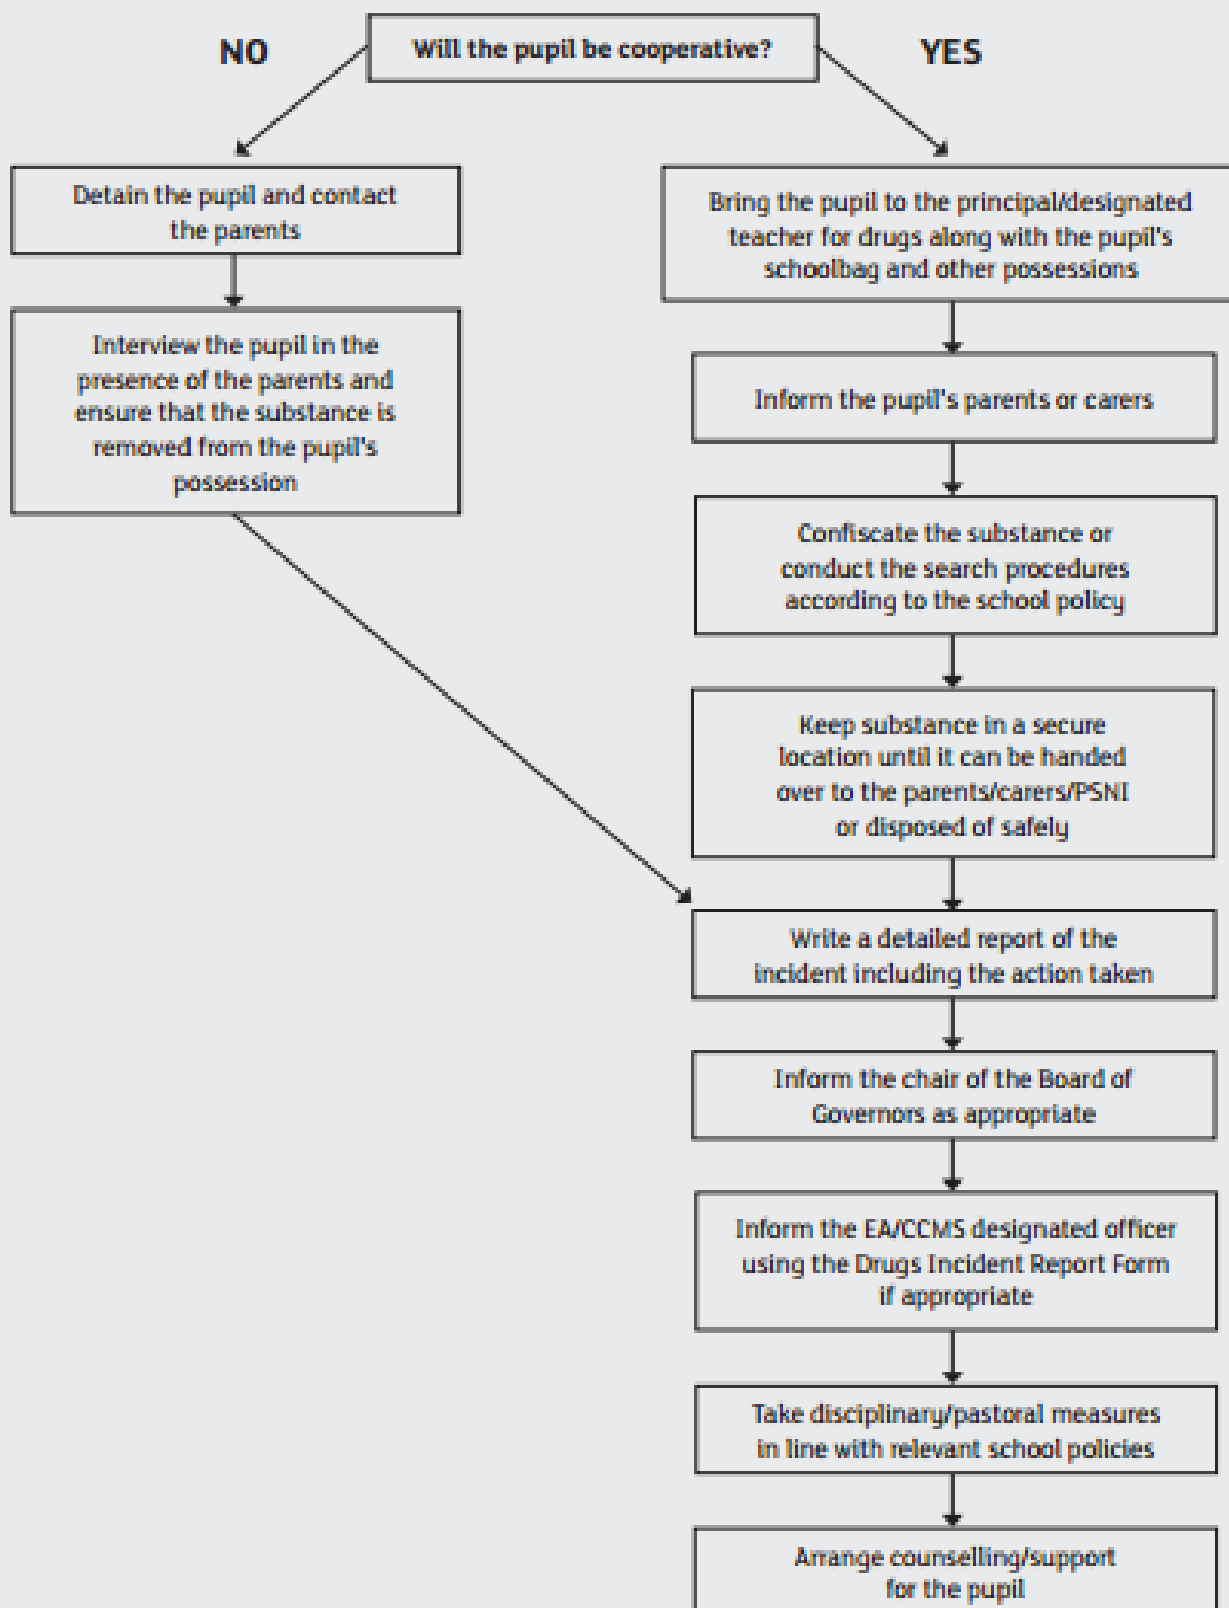 NO
Will the pupil be cooperative?
YES
Detain the pupil and contact
the parents
Interview the pupil in the
presence of the parents and
ensure that the substance is
removed from the pupil's
possession
Bring the pupil to the principal/designated
teacher for drugs along with the pupil's
schoolbag and other possessions
Inform the pupil's parents or carers
Confiscate the substance or
conduct the search procedures
according to the school policy
Keep substance in a secure
location until it can be handed
over to the parents/carers/PSNI
or disposed of safely
Write a detailed report of the
incident including the action taken
Inform the chair of the Board of
Governors as appropriate
Inform the EA/CCMS designated officer
using the Drugs Incident Report Form
if appropriate
Take disciplinary/pastoral measures
in line with relevant school policies
Arrange counselling/support
for the pupil